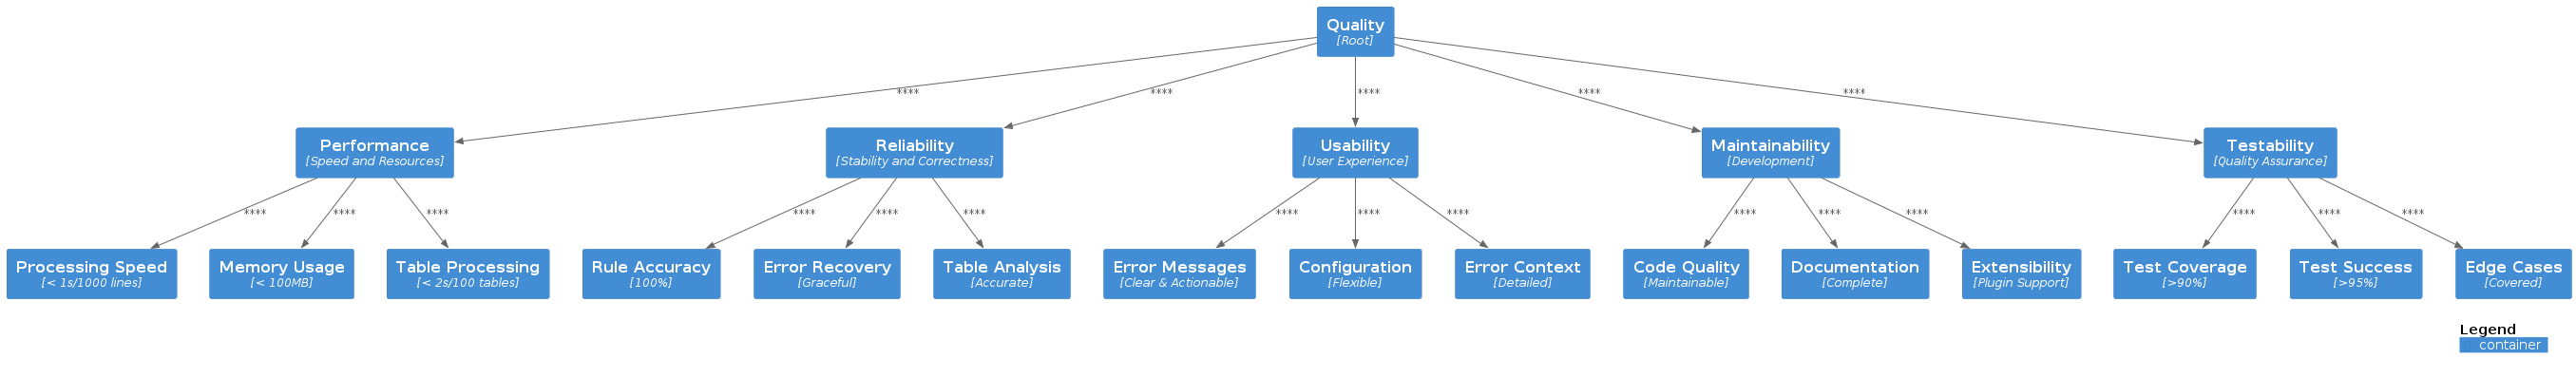 Quality
[Root]
**** **** **** **** ****
Performance
[Speed and Resources]
Reliability
[Stability and Correctness]
Usability
[User Experience]
Maintainability
[Development]
Testability
[Quality Assurance]
**** **** **** **** **** **** **** **** **** **** **** **** **** **** ****
Processing Speed
[< 1s/1000 lines]
Memory Usage
[< 100MB]
Table Processing
[< 2s/100 tables]
Rule Accuracy
[100%]
Error Recovery
[Graceful]
Table Analysis
[Accurate]
Error Messages
[Clear & Actionable]
Configuration
[Flexible]
Error Context
[Detailed]
Code Quality
[Maintainable]
Documentation
[Complete]
Extensibility
[Plugin Support]
Test Coverage
[>90%]
Test Success
[>95%]
Edge Cases
[Covered]
Legend
container